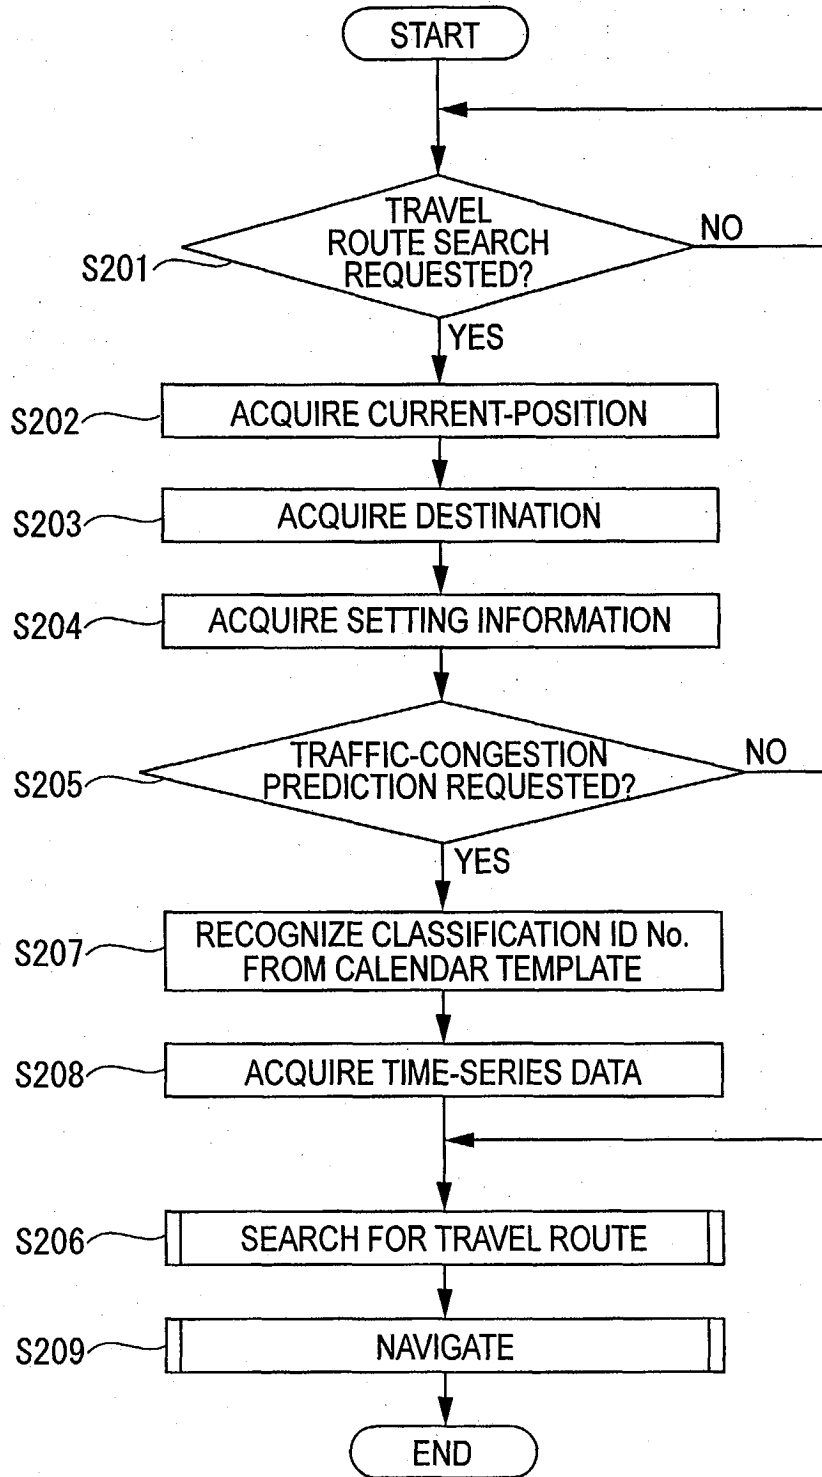 START
TRAVEL
ROUTE SEARCH
REQUESTED?
NO
S201
YES
S202
ACQUIRE CURRENT-POSITION
S203
ACQUIRE DESTINATION
S204
ACQUIRE SETTING INFORMATION
TRAFFIC-CONGESTION
PREDICTION REQUESTED?
NO
S205
YES
S207
RECOGNIZE CLASSIFICATION ID No.
FROM CALENDAR TEMPLATE
S208
ACQUIRE TIME-SERIES DATA
S206
SEARCH FOR TRAVEL ROUTE
S209
NAVIGATE
END